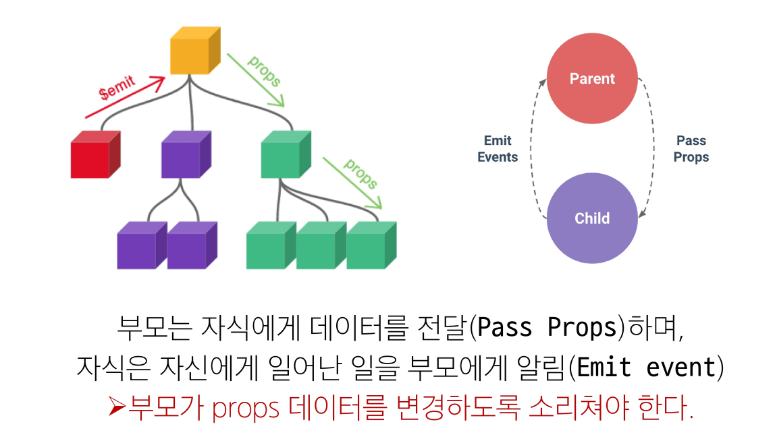 $emit
props
props
Parent
Emit
Events
Pass
Props
Child
부모는 자식에게 데이터를 전달(Pass Props)하며,
자식은 자신에게 일어난 일을 부모에게 알림(Emit event)
➢부모가 props 데이터를 변경하도록 소리쳐야 한다.